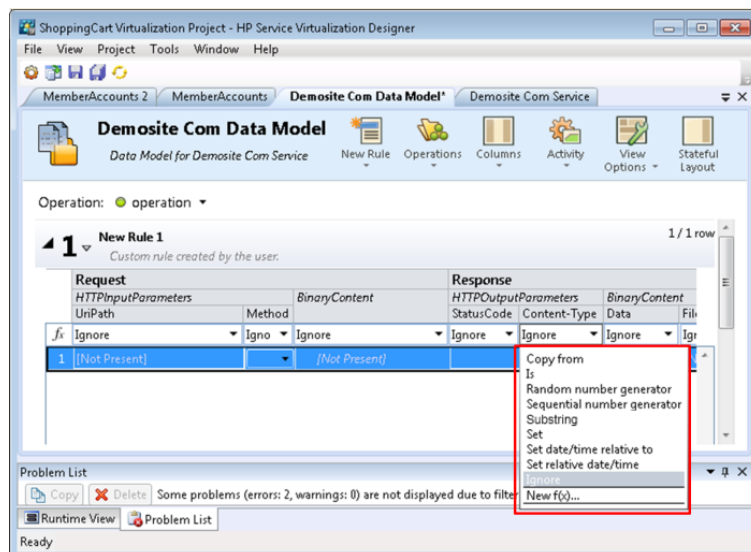 ShoppingCart Virtualization Project - HP Service Virtualization Designer
File View Project Tools Window Help
MemberAccounts 2 MemberAccounts Demosite Com Data Model* Demosite Com Service
Demosite Com Data Model
Data Model for Demosite Com Service
New Rule Operations Columns Activity View Options Stateful Layout
Operation: operation
1 New Rule 1 1 / 1 row
Custom rule created by the user.
Request Response
HTTPInputParameters BinaryContent HTTPOutputParameters BinaryContent
UriPath Method StatusCode Content-Type Data File
fx Ignore Igno Ignore Ignore Ignore Ignore Igr
1 [Not Present] [Not Present]
Copy from
Is
Random number generator
Sequential number generator
Substring
Set
Set date/time relative to
Set relative date/time
Ignore
New f(x)...
Problem List
Copy Delete Some problems (errors: 2, warnings: 0) are not displayed due to filter
Runtime View Problem List
Ready